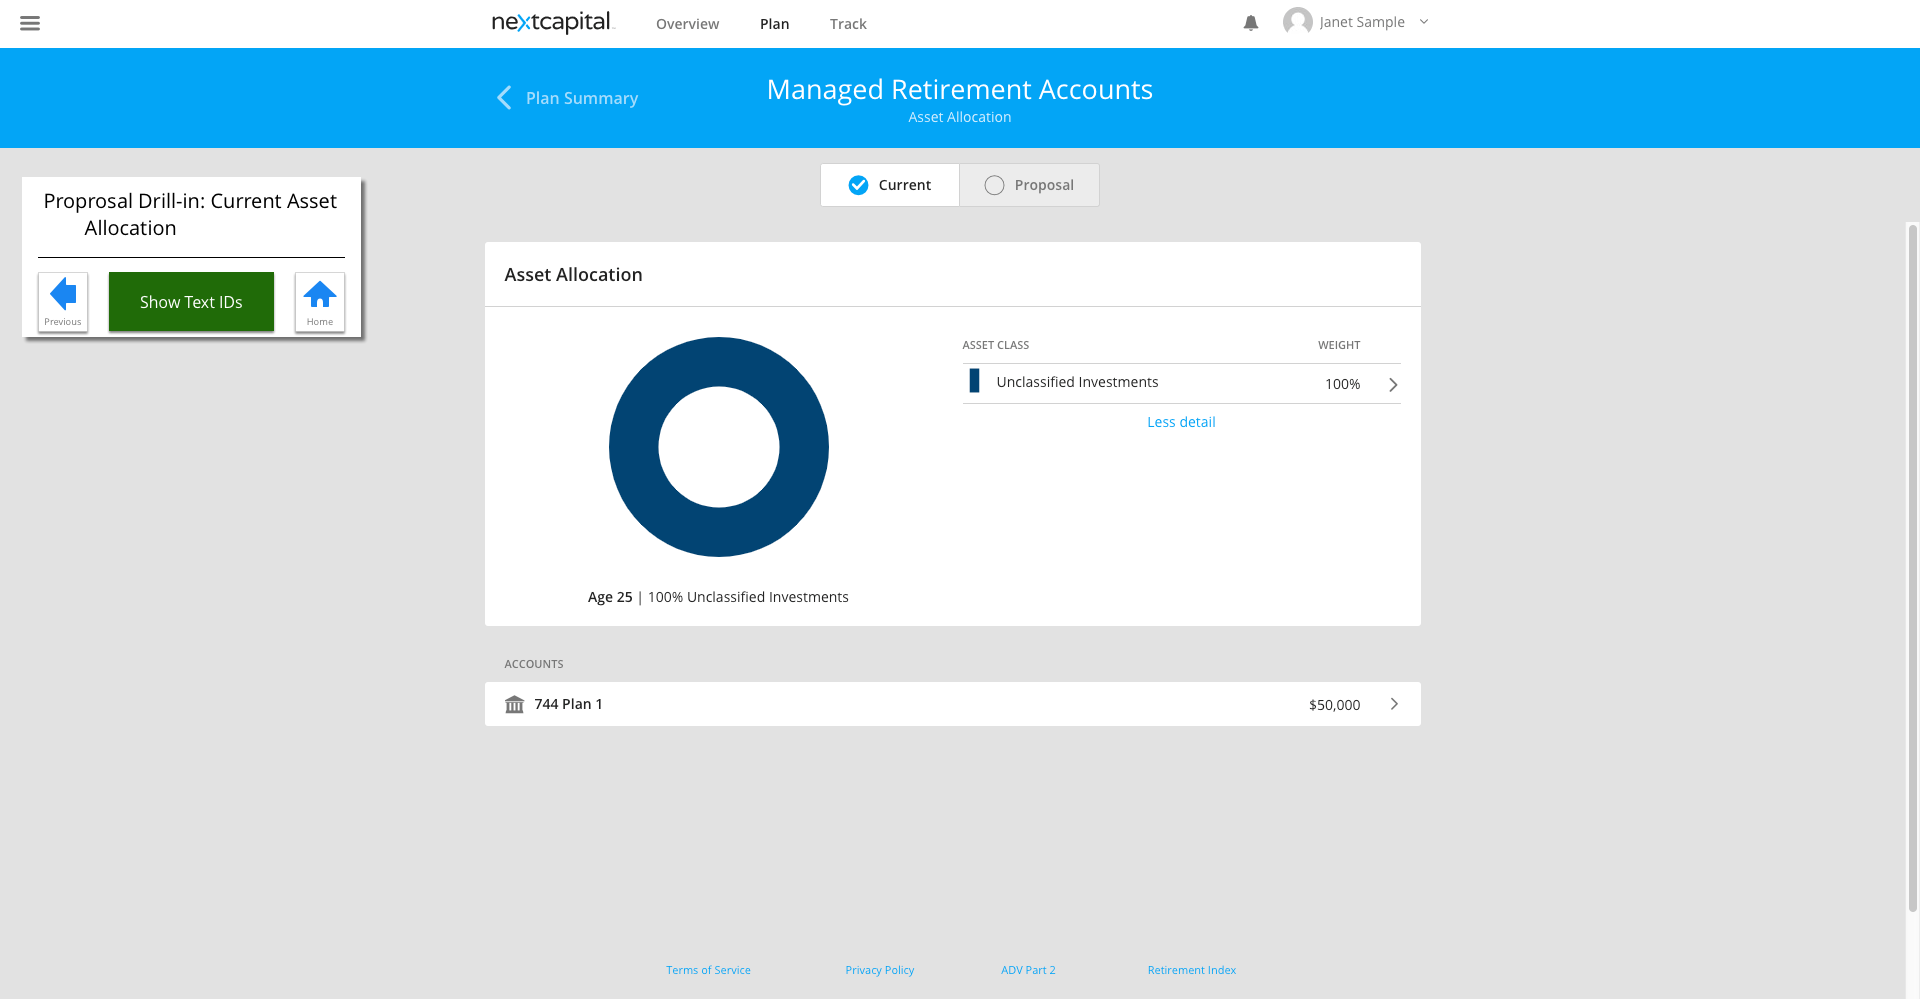 nextcapital
Overview
Plan
Track
Janet Sample
Plan Summary
Managed Retirement Accounts
Asset Allocation
Current
Proposal
Proprosal Drill-in: Current Asset
Allocation
Previous
Show Text IDs
Home
Asset Allocation
ASSET CLASS
WEIGHT
Unclassified Investments
100%
Less detail
Age 25 | 100% Unclassified Investments
ACCOUNTS
744 Plan 1
$50,000
Terms of Service
Privacy Policy
ADV Part 2
Retirement Index